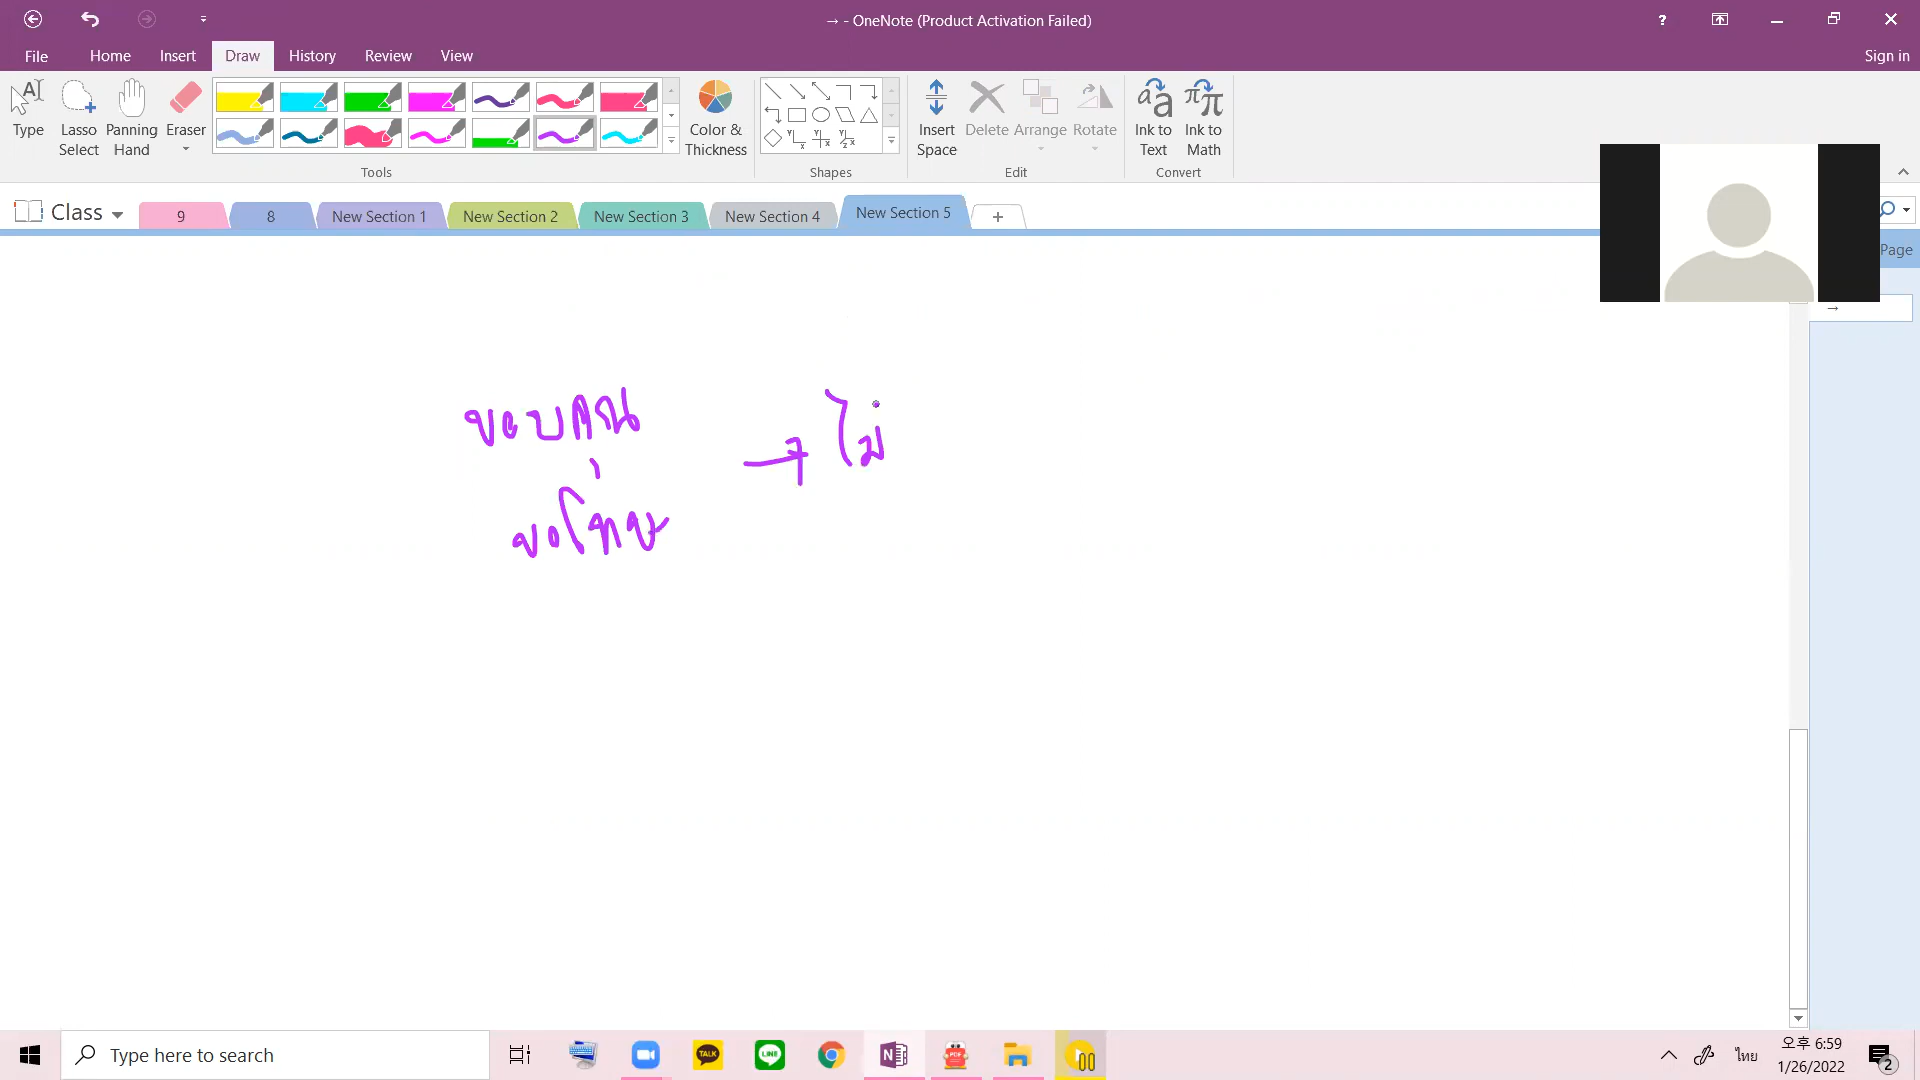 → - OneNote (Product Activation Failed)
?
File Home Insert Draw History Review View
Sign in
Type
Lasso Select
Panning Hand
Eraser
Color & Thickness
Insert Space
Delete
Arrange
Rotate
Ink to Text
Ink to Math
Tools
Shapes
Edit
Convert
Class
9
8
New Section 1
New Section 2
New Section 3
New Section 4
New Section 5
+
Page
→
ขอบคุณ
→ ไม่
ขอโทษ
Type here to search
TALK
LINE
N
PDF
ไทย
오후 6:59
1/26/2022
2